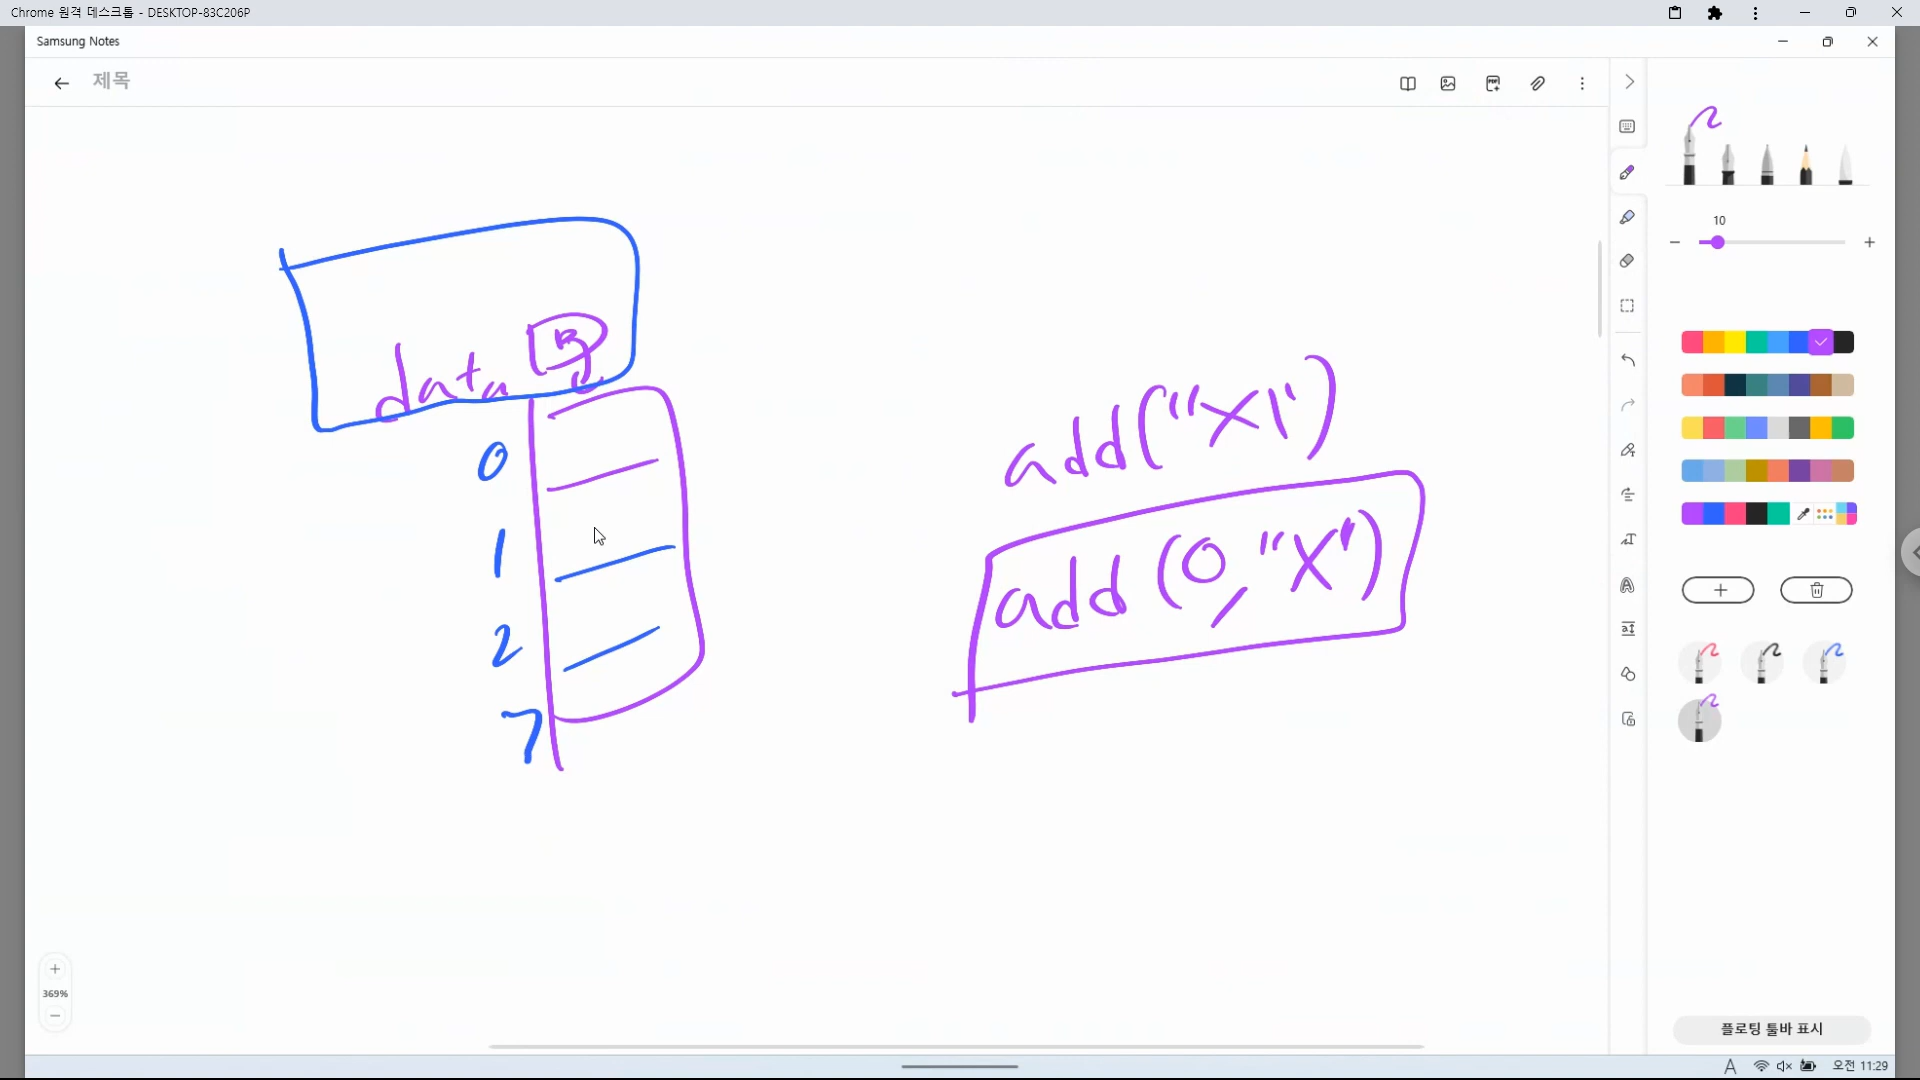 Chrome 원격 데스크톱 - DESKTOP-83C206P
Samsung Notes
제목
10
data
0
1
2
7
add("X1")
add(0,"X")
369%
플로팅 툴바 표시
A 오전 11:29